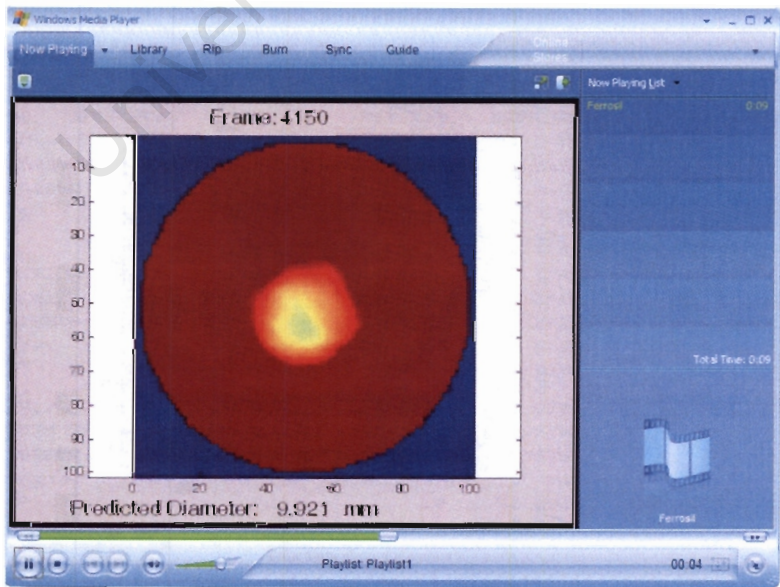 Windows Media Player
Now Playing Library Rip Burn Sync Guide
Online
Stores
Now Playing List
Ferrosil 0:09
Frame: 4150
10
20
30
40
50
60
70
80
90
100
0 20 40 60 80 100
Predicted Diameter: 9.921 mm
Total Time: 0:09
Ferrosil
Playlist: Playlist1
00:04